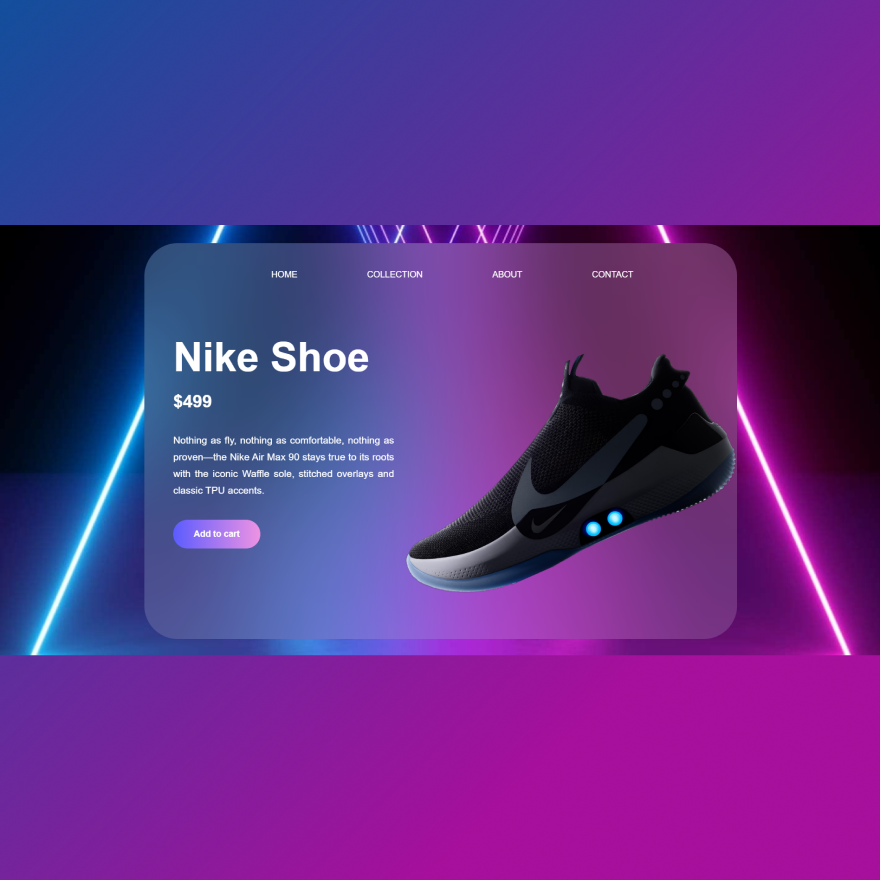 HOME COLLECTION ABOUT CONTACT
Nike Shoe
$499
Nothing as fly, nothing as comfortable, nothing as
proven—the Nike Air Max 90 stays true to its roots
with the iconic Waffle sole, stitched overlays and
classic TPU accents.
Add to cart